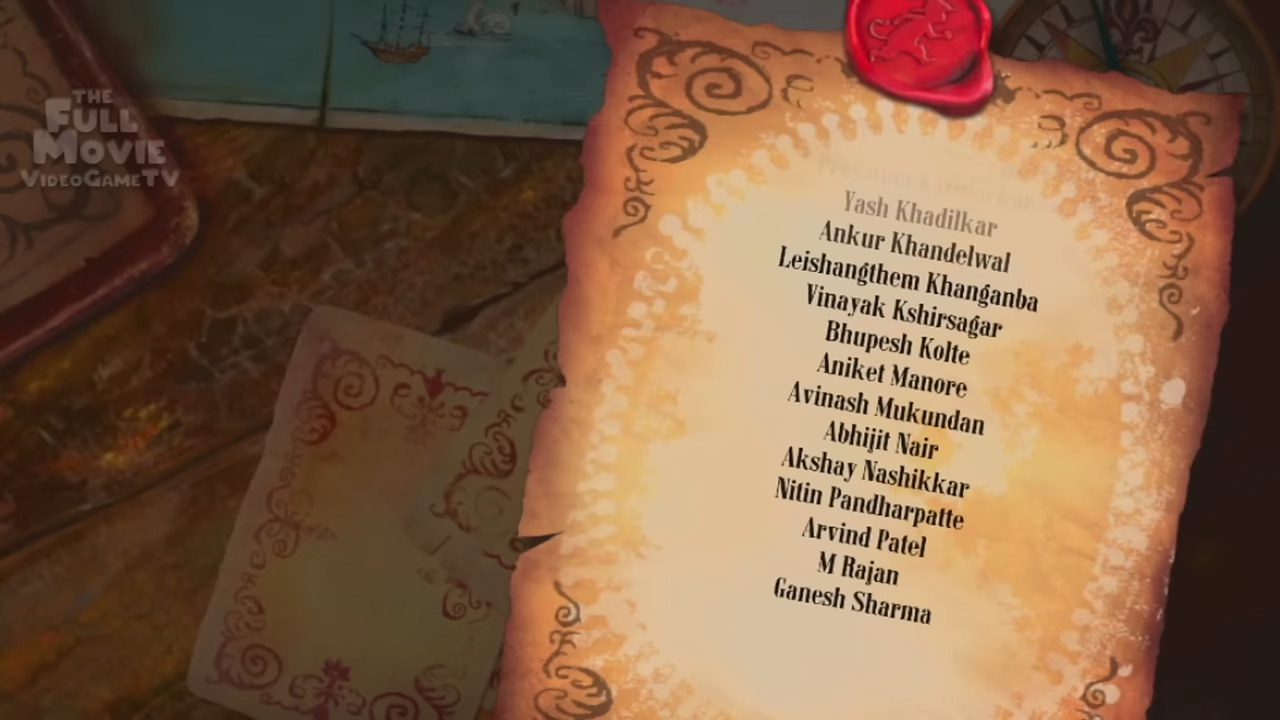 THE
FULL
MOVIE
VIDEOGAMETV
Yash Khadilkar
Ankur Khandelwal
Leishangthem Khanganba
Vinayak Kshirsagar
Bhupesh Kolte
Aniket Manore
Avinash Mukundan
Abhijit Nair
Akshay Nashikkar
Nitin Pandharpatte
Arvind Patel
M Rajan
Ganesh Sharma